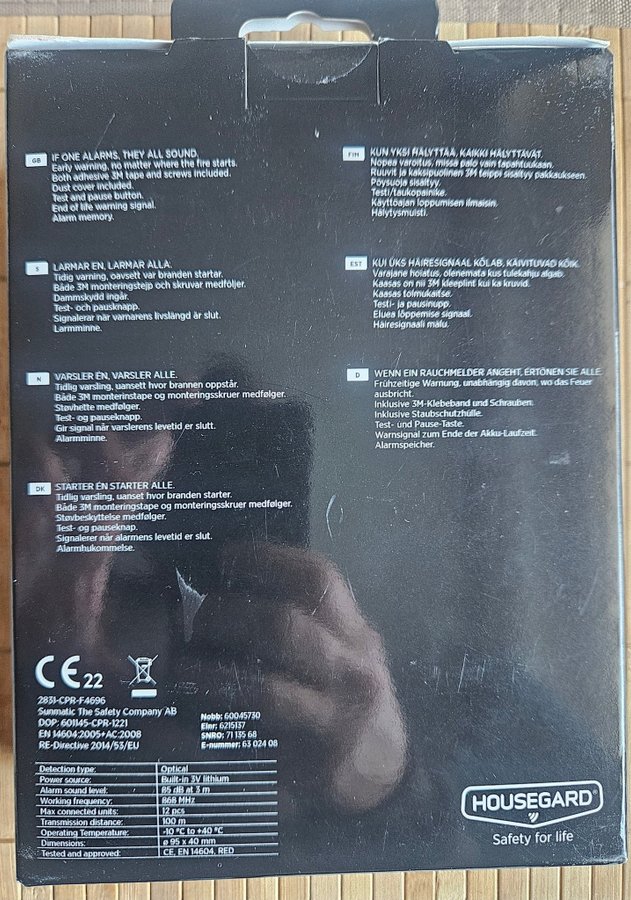 GB
IF ONE ALARMS, THEY ALL SOUND.
Early warning, no matter where the fire starts.
Both adhesive 3M tape and screws included.
Dust cover included.
Test and pause button.
End of life warning signal.
Alarm memory.
S
LARMAR EN, LARMAR ALLA.
Tidig varning, oavsett var branden startar.
Både 3M monteringstejp och skruvar medföljer.
Dammskydd ingår.
Test- och pausknapp.
Signalerar när varnarens livslängd är slut.
Larmminne.
N
VARSLER ÉN, VARSLER ALLE.
Tidlig varsling, uansett hvor brannen oppstår.
Både 3M monterinstape og monteringsskruer medfølger.
Støvhette medfølger.
Test- og pauseknapp.
Gir signal når varslerens levetid er slutt.
Alarmminne.
DK
STARTER ÉN STARTER ALLE.
Tidlig varsling, uanset hvor branden starter.
Både 3M monteringstape og monteringsskruer medfølger.
Støvbeskyttelse medfølger.
Test- og pauseknap.
Signalerer når alarmens levetid er slut.
Alarmhukommelse.
FIN
KUN YKSI HÄLYTTÄÄ, KAIKKI HÄLYTTÄVÄT.
Nopea varoitus, missä palo vain tapahtuukaan.
Ruuvit ja kaksipuolinen 3M teippi sisältyy pakkaukseen.
Pölysuoja sisältyy.
Testi/taukopainike.
Käyttöajan loppumisen ilmaisin.
Hälytysmuisti.
EST
KUI ÜKS HÄIRESIGNAAL KÕLAB, KÄIVITUVAD KÕIK.
Varajane hoiatus, olenemata kus tulekahju algab.
Kaasas on nii 3M kleeplint kui ka kruvid.
Kaasas tolmukaitse.
Testi- ja pausinupp.
Eluea lõppemise signaal.
Häiresignaali mälu.
D
WENN EIN RAUCHMELDER ANGEHT, ERTÖNEN SIE ALLE.
Frühzeitige Warnung, unabhängig davon, wo das Feuer
ausbricht.
Inklusive 3M-Klebeband und Schrauben.
Inklusive Staubschutzhülle.
Test- und Pause-Taste.
Warnsignal zum Ende der Akku-Laufzeit.
Alarmspeicher.
CE 22
2831-CPR-F4696
Sunmatic The Safety Company AB
DOP: 601145-CPR-1221
EN 14604:2005+AC:2008
RE-Directive 2014/53/EU
Nobb: 60045730
Elnr: 6215137
SNRO: 71 135 68
E-nummer: 63 024 08
Detection type: Optical
Power source: Built-in 3V lithium
Alarm sound level: 85 dB at 3 m
Working frequency: 868 MHz
Max connected units: 12 pcs
Transmission distance: 100 m
Operating Temperature: -10 °C to +40 °C
Dimensions: ø 95 x 40 mm
Tested and approved: CE, EN 14604, RED
HOUSEGARD®
Safety for life